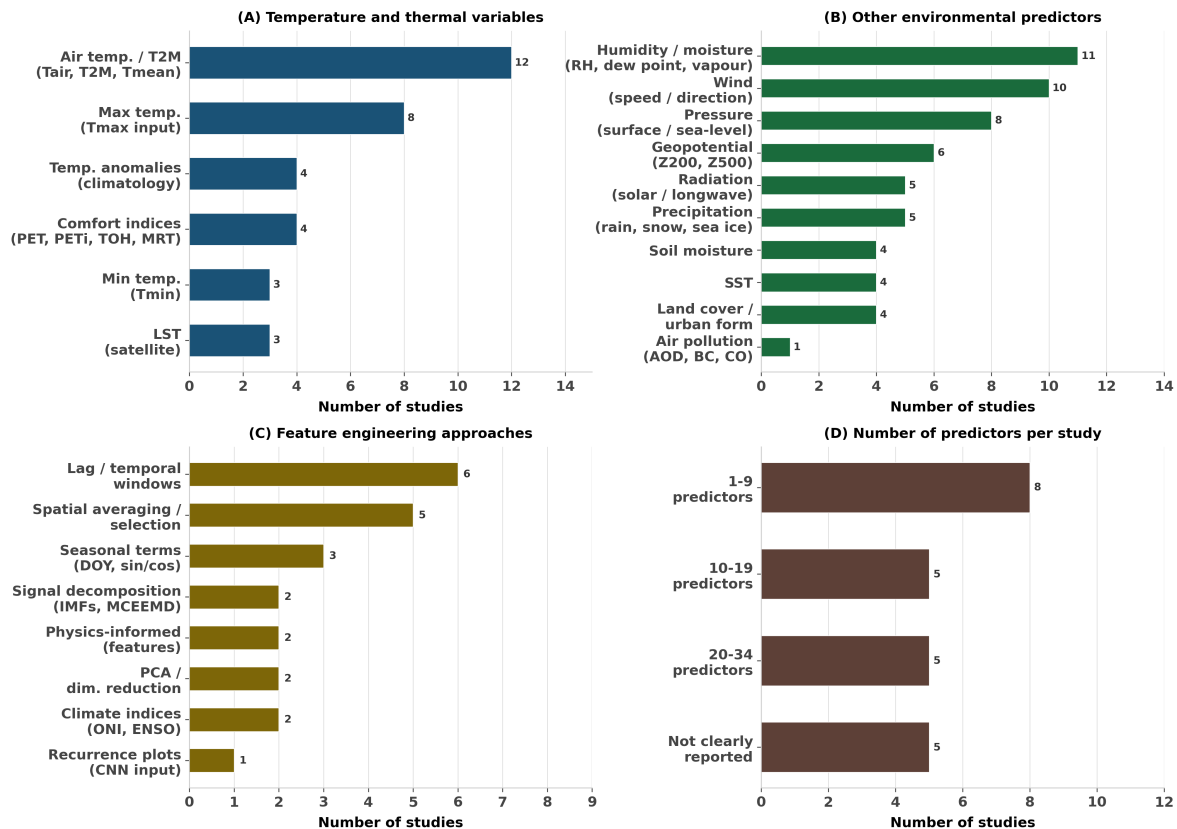 (A) Temperature and thermal variables
Air temp. / T2M
(Tair, T2M, Tmean)
12
Max temp.
(Tmax input)
8
Temp. anomalies
(climatology)
4
Comfort indices
(PET, PETi, TOH, MRT)
4
Min temp.
(Tmin)
3
LST
(satellite)
3
0 2 4 6 8 10 12 14
Number of studies
(B) Other environmental predictors
Humidity / moisture
(RH, dew point, vapour)
11
Wind
(speed / direction)
10
Pressure
(surface / sea-level)
8
Geopotential
(Z200, Z500)
6
Radiation
(solar / longwave)
5
Precipitation
(rain, snow, sea ice)
5
Soil moisture
4
SST
4
Land cover /
urban form
4
Air pollution
(AOD, BC, CO)
1
0 2 4 6 8 10 12 14
Number of studies
(C) Feature engineering approaches
Lag / temporal
windows
6
Spatial averaging /
selection
5
Seasonal terms
(DOY, sin/cos)
3
Signal decomposition
(IMFs, MCEEMD)
2
Physics-informed
(features)
2
PCA /
dim. reduction
2
Climate indices
(ONI, ENSO)
2
Recurrence plots
(CNN input)
1
0 1 2 3 4 5 6 7 8 9
Number of studies
(D) Number of predictors per study
1-9
predictors
8
10-19
predictors
5
20-34
predictors
5
Not clearly
reported
5
0 2 4 6 8 10 12
Number of studies